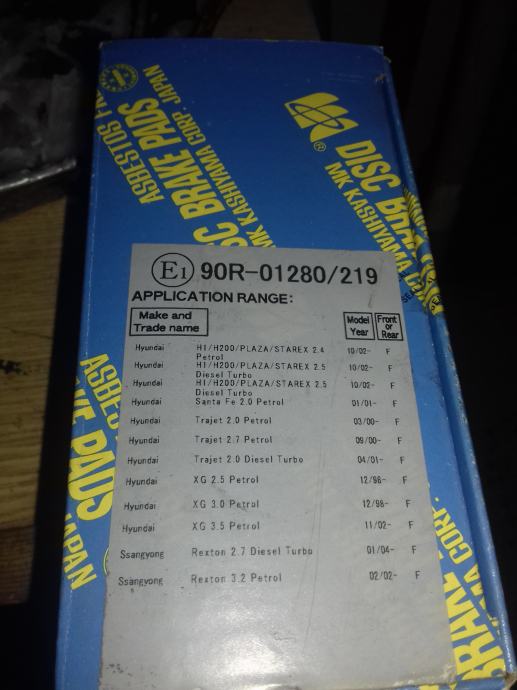 ASBESTOS FR
DISC BRAKE PADS
MK KASHIYAMA CORP. JAPAN
®
DISC BRAK
MK KASHIYAMA CO
E1 90R-01280/219
APPLICATION RANGE:
Make and Trade name Model Year Front or Rear
Hyundai H1/H200/PLAZA/STAREX 2.4 Petrol 10/02- F
Hyundai H1/H200/PLAZA/STAREX 2.5 Diesel Turbo 10/02- F
Hyundai H1/H200/PLAZA/STAREX 2.5 Diesel Turbo 10/02- F
Hyundai Santa Fe 2.0 Petrol 01/01- F
Hyundai Trajet 2.0 Petrol 03/00- F
Hyundai Trajet 2.7 Petrol 09/00- F
Hyundai Trajet 2.0 Diesel Turbo 04/01- F
Hyundai XG 2.5 Petrol 12/98- F
Hyundai XG 3.0 Petrol 12/98- F
Hyundai XG 3.5 Petrol 11/02- F
Ssangyong Rexton 2.7 Diesel Turbo 01/04- F
Ssangyong Rexton 3.2 Petrol 02/02- F
ASBES
KE PADS
JAPAN
BRAKE
AMA CORP.